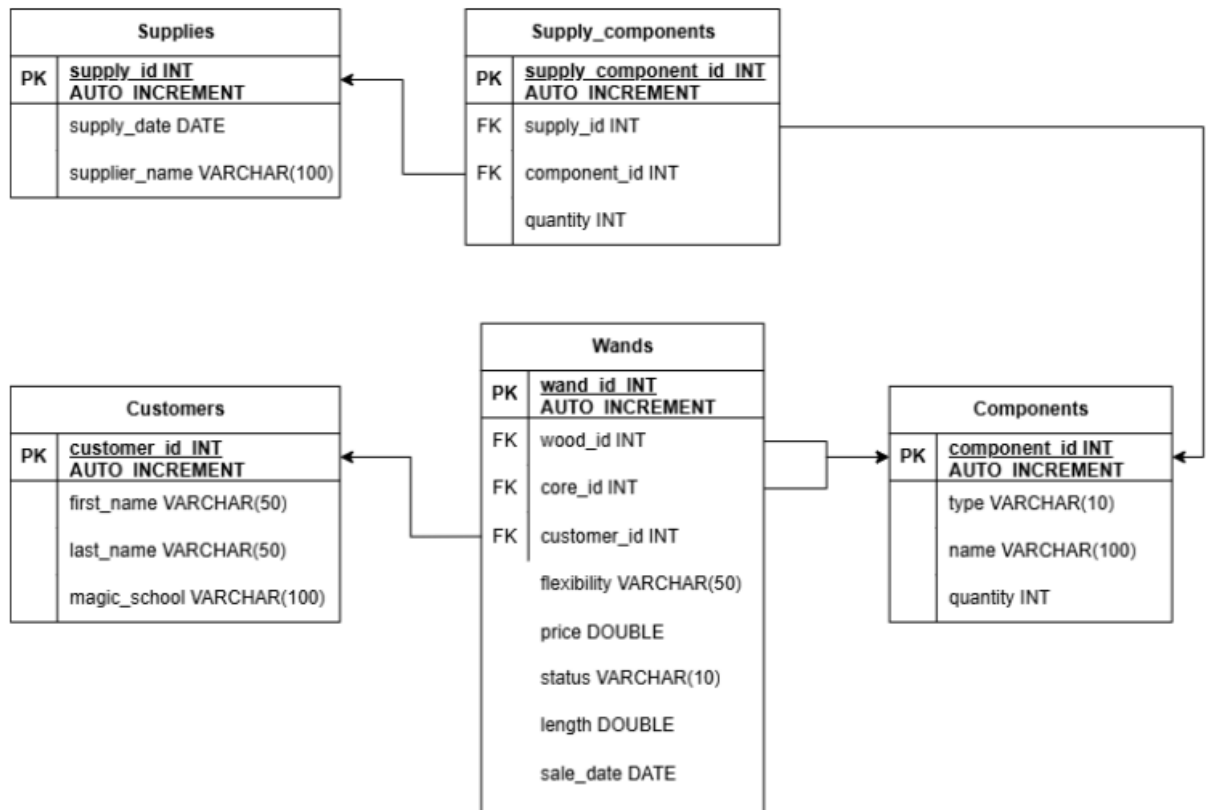 Supplies
PK supply_id INT
AUTO_INCREMENT
supply_date DATE
supplier_name VARCHAR(100)
Supply_components
PK supply_component_id INT
AUTO_INCREMENT
FK supply_id INT
FK component_id INT
quantity INT
Customers
PK customer_id INT
AUTO_INCREMENT
first_name VARCHAR(50)
last_name VARCHAR(50)
magic_school VARCHAR(100)
Wands
PK wand_id INT
AUTO_INCREMENT
FK wood_id INT
FK core_id INT
FK customer_id INT
flexibility VARCHAR(50)
price DOUBLE
status VARCHAR(10)
length DOUBLE
sale_date DATE
Components
PK component_id INT
AUTO_INCREMENT
type VARCHAR(10)
name VARCHAR(100)
quantity INT